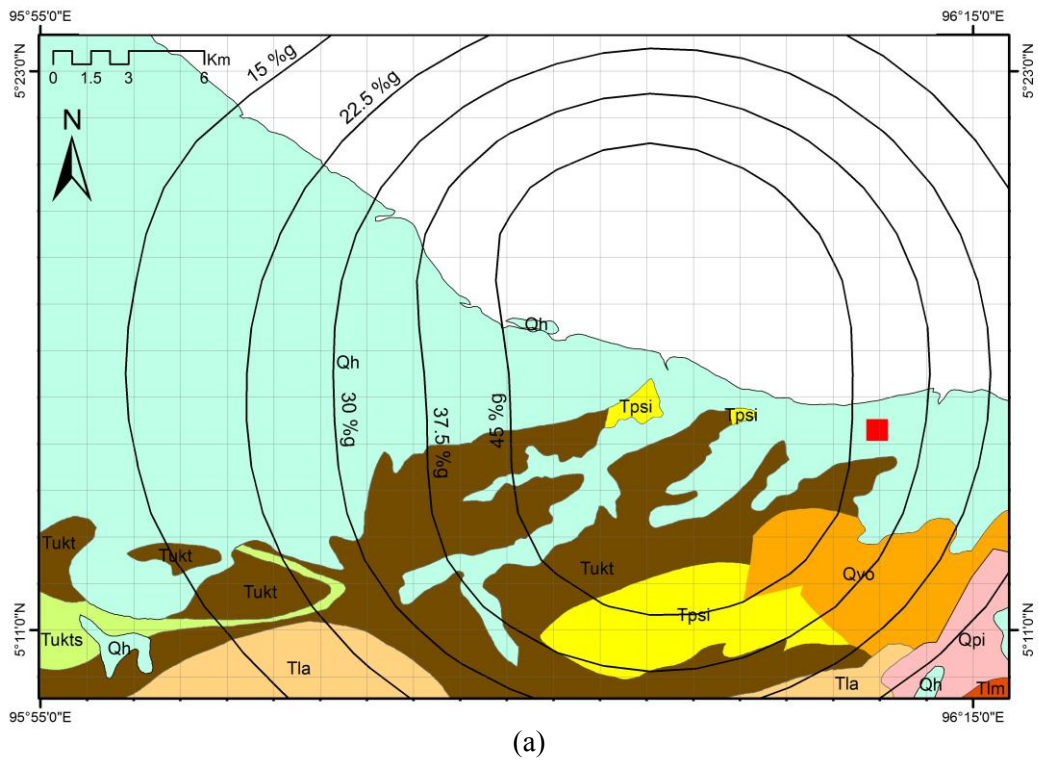 95°55'0"E
96°15'0"E
5°23'0"N
5°23'0"N
Km
0 1.5 3 6
N
15 %g
22.5 %g
30 %g
37.5 %g
45 %g
Qh
Qh
Tpsi
Tpsi
Tukt
Tukt
Tukt
Tukt
Qvo
Tpsi
Tukts
Qh
Tla
Tla
Qpi
Qh
Tlm
5°11'0"N
5°11'0"N
95°55'0"E
96°15'0"E
(a)